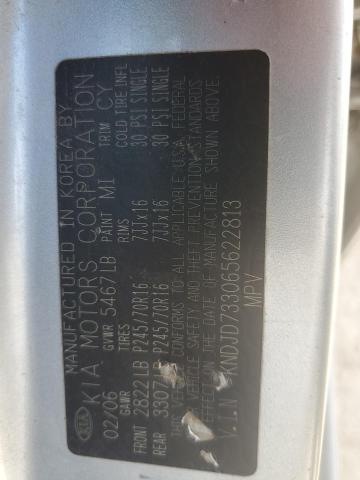 MANUFACTURED IN KOREA BY
KIA KIA MOTORS CORPORATION
02/06 GVWR 5467LB PAINT MI TRIM CY
GAWR TIRES RIMS COLD TIRE INFL
FRONT 2822 LB P245/70R16 7JJx16 30 PSI SINGLE
REAR 3307 LB P245/70R16 7JJx16 30 PSI SINGLE
THIS VEHICLE CONFORMS TO ALL APPLICABLE U.S.A. FEDERAL
VEHICLE SAFETY AND THEFT PREVENTION STANDARDS
EFFECT ON THE DATE OF MANUFACTURE SHOWN ABOVE
V.I.N KNDJD733065622813
MPV